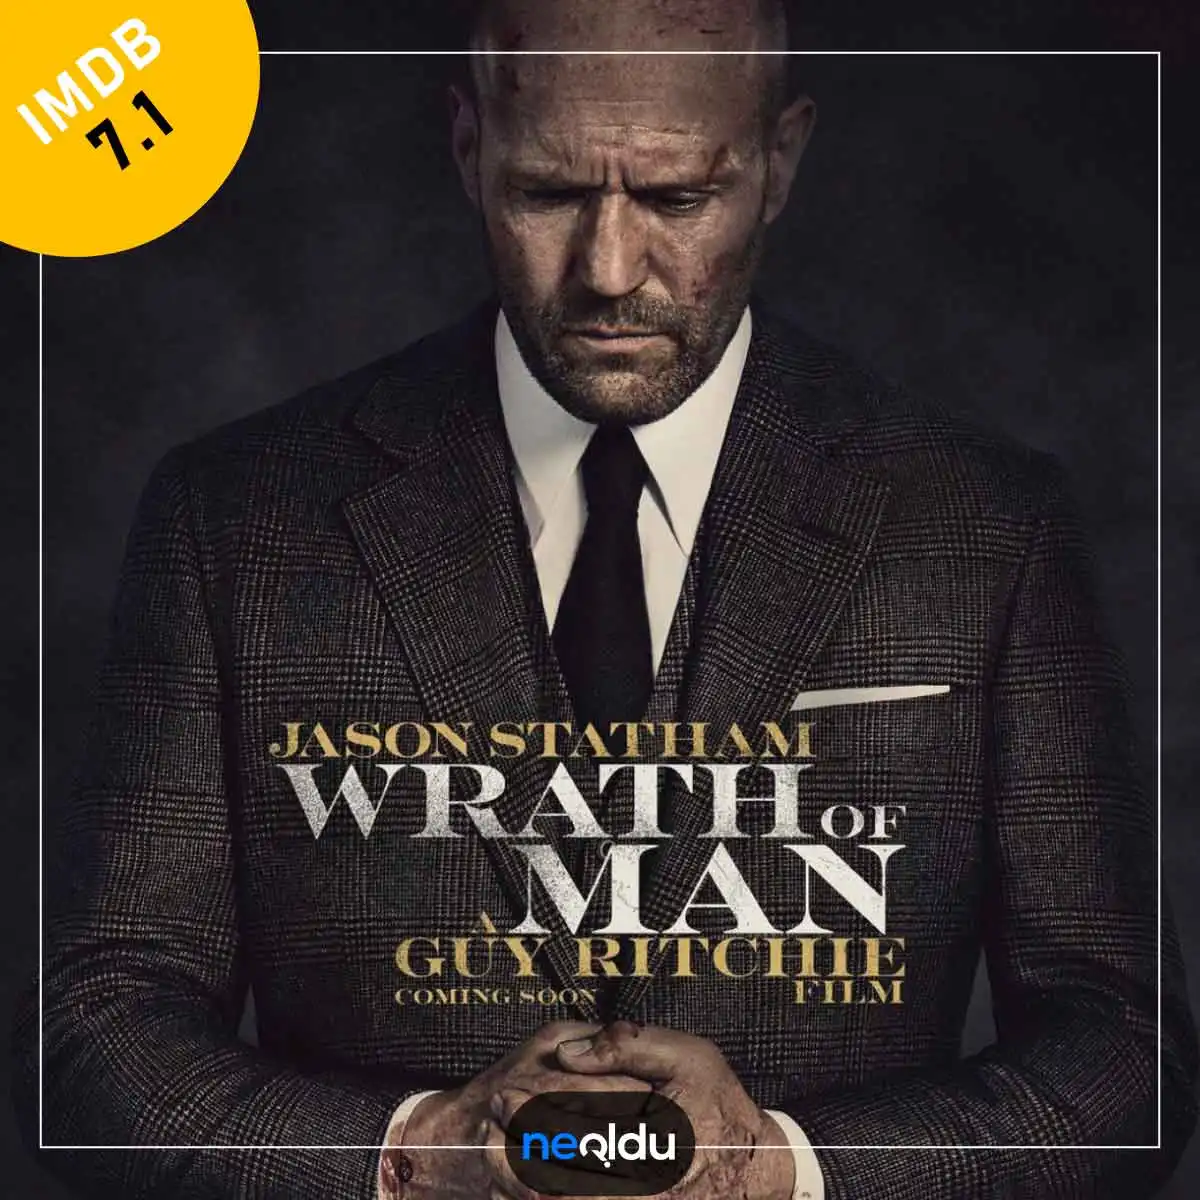 IMDB
7.1
JASON STATHAM
WRATH OF
MAN
A
GUY RITCHIE
COMING SOON FILM
neoldu